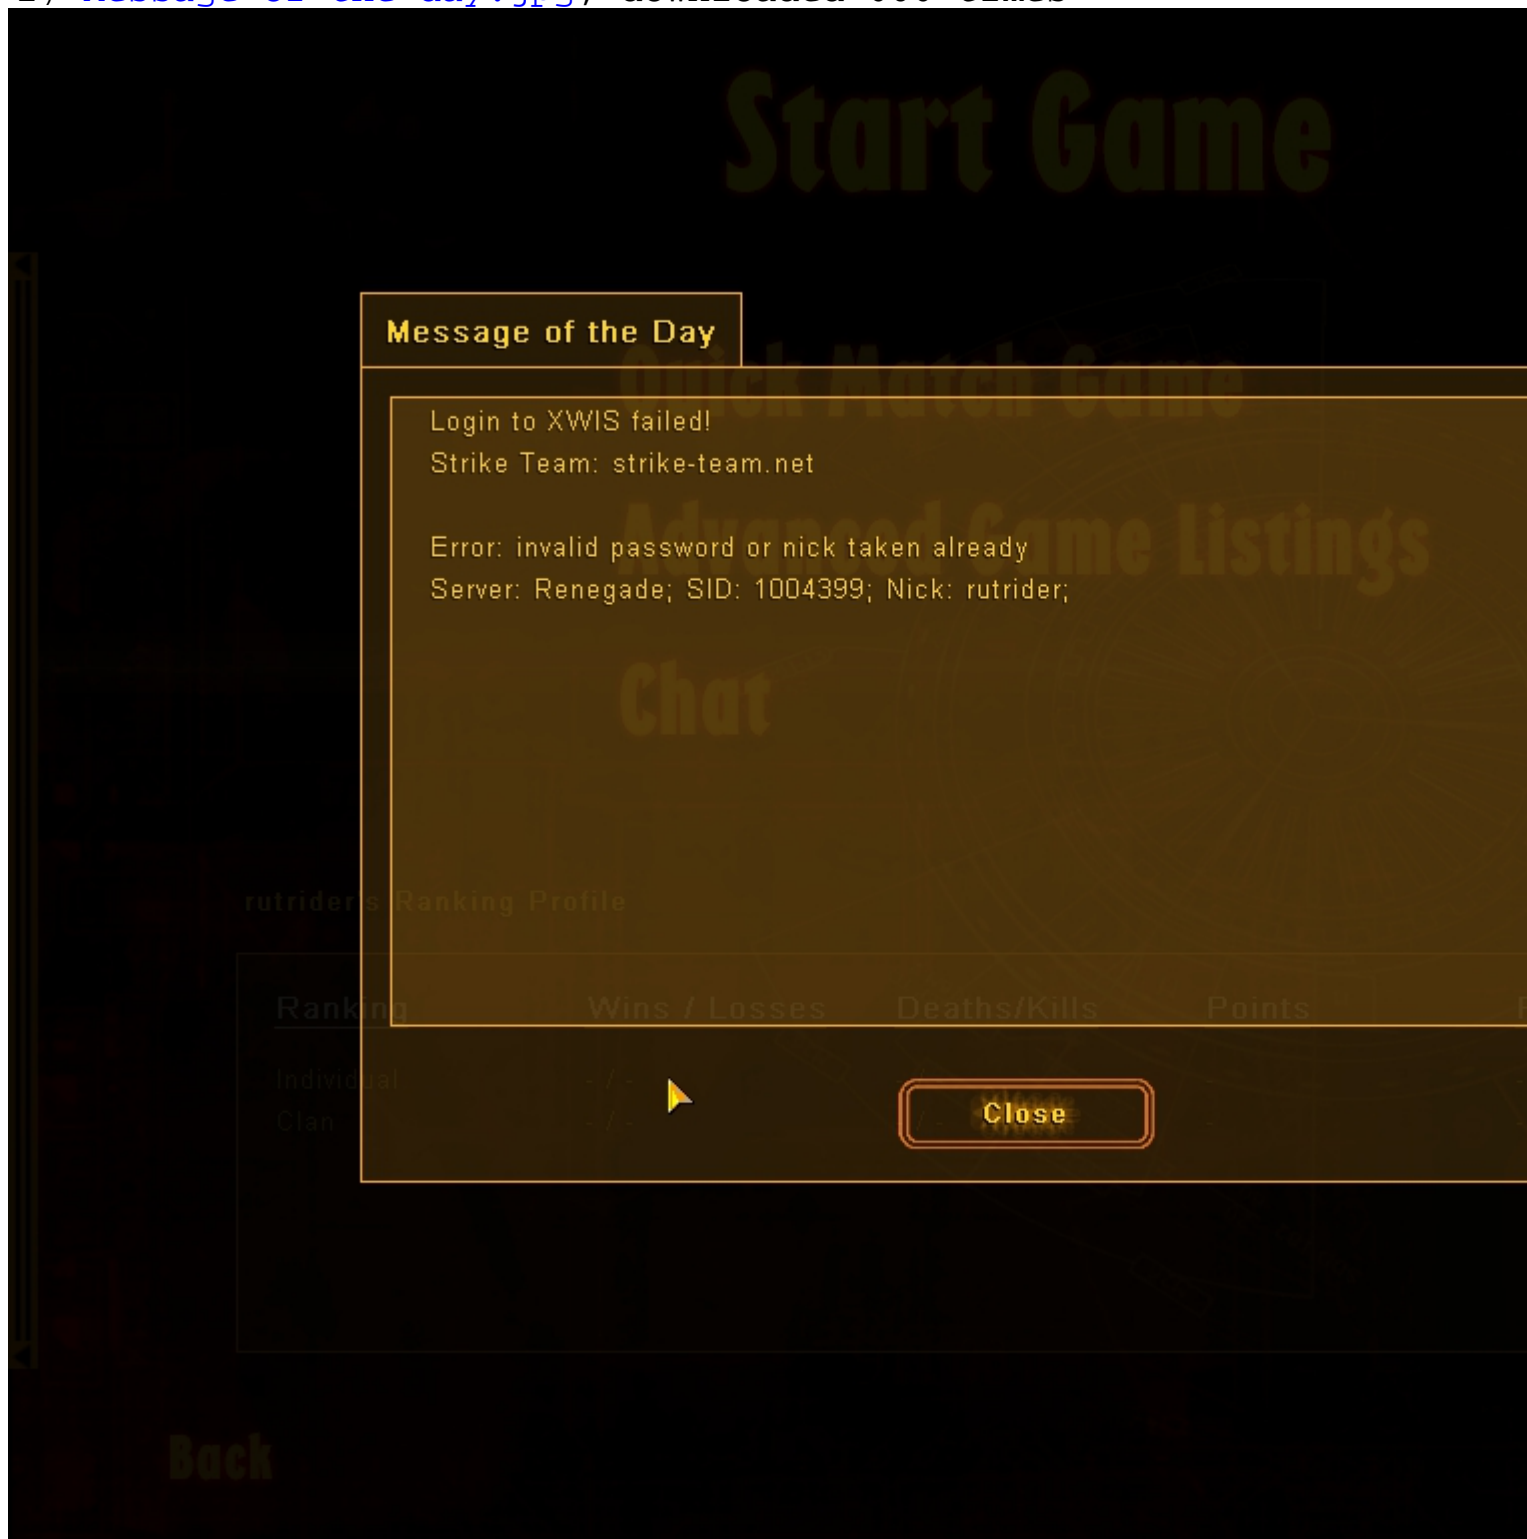 Start Game
Message of the Day
Quick Match Game
Login to XWIS failed!
Strike Team: strike-team.net
Advanced Game Listings
Error: invalid password or nick taken already
Server: Renegade; SID: 1004399; Nick: rutrider;
Chat
rutrider's Ranking Profile
Ranking Wins / Losses Deaths/Kills Points
Individual - / -
Clan - / - / - -
Close
Back